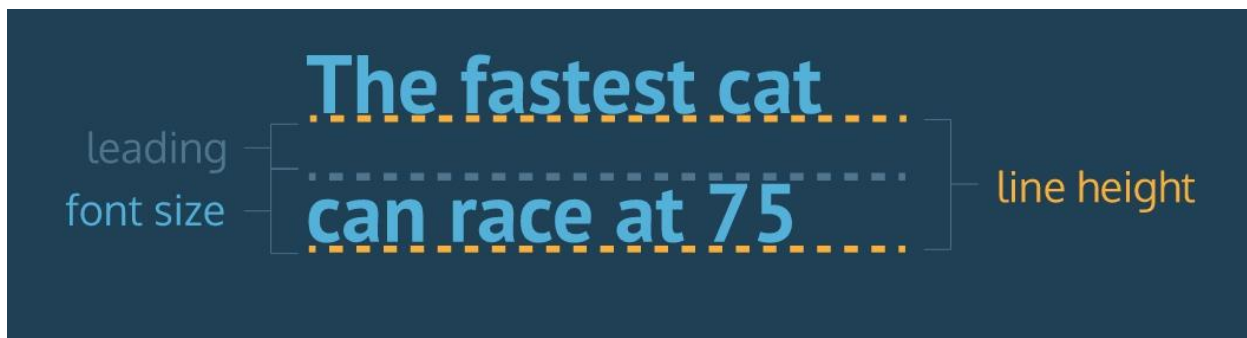 The fastest cat
leading
font size
can race at 75
line height